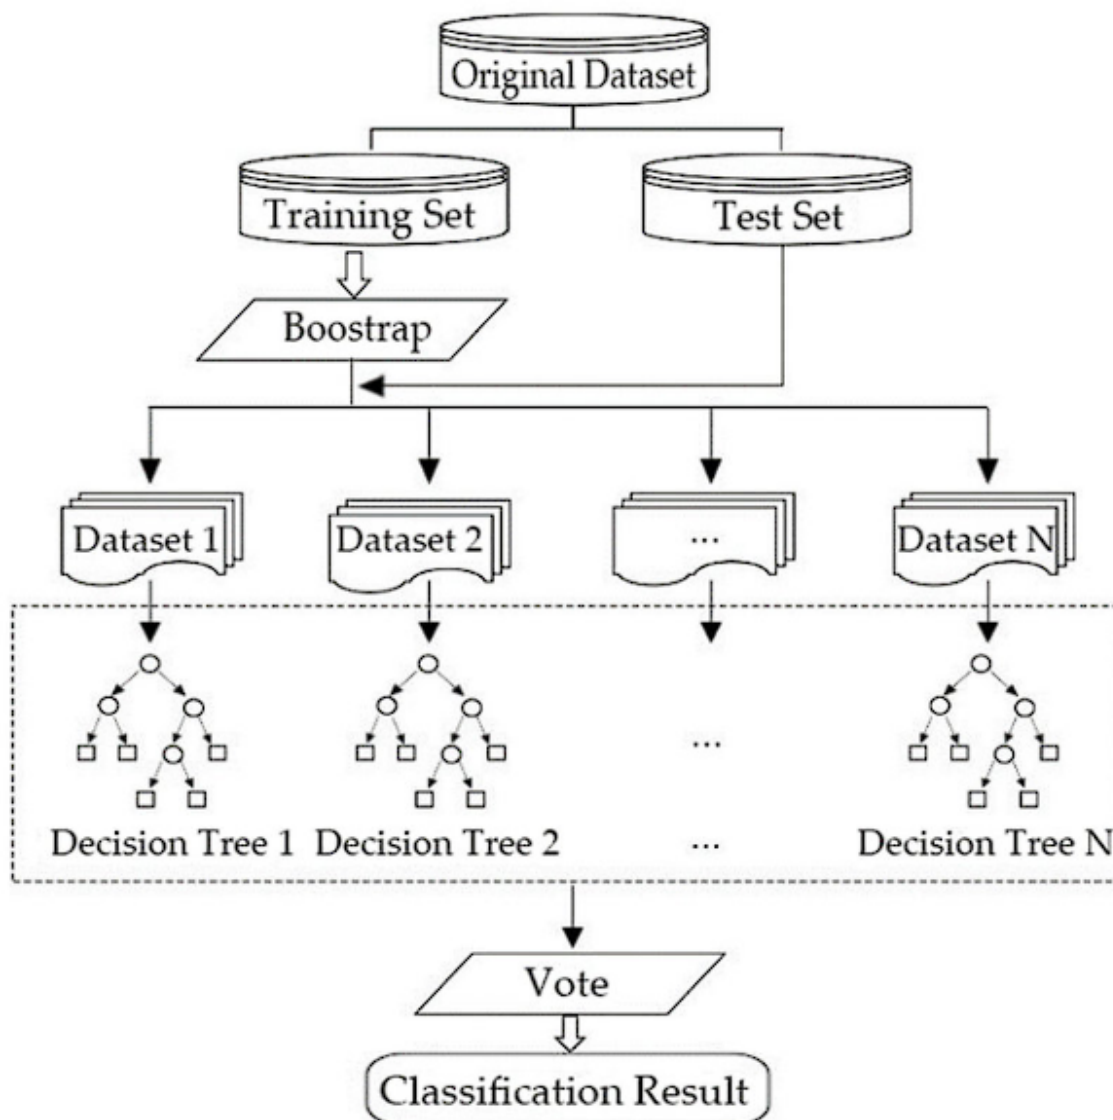 Original Dataset
Training Set
Test Set
Boostrap
Dataset 1
Dataset 2
...
Dataset N
...
Decision Tree 1
Decision Tree 2
...
Decision Tree N
Vote
Classification Result